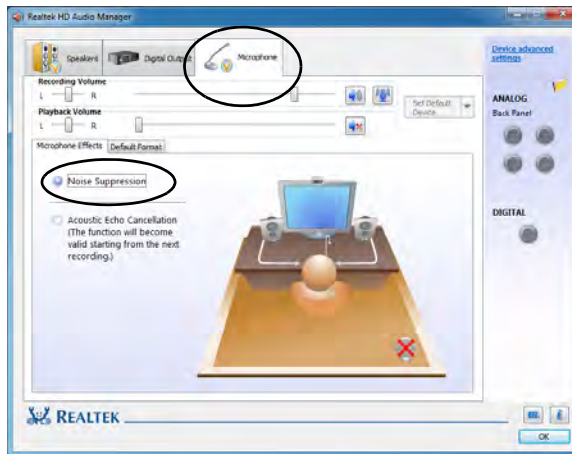 Realtek HD Audio Manager
Speakers
Digital Output
Microphone
Device advanced
settings
Recording Volume
L
R
Set Default
Device
Playback Volume
L
R
ANALOG
Back Panel
Microphone Effects
Default Format
Noise Suppression
Acoustic Echo Cancellation
(The function will become
valid starting from the next
recording.)
DIGITAL
REALTEK
OK